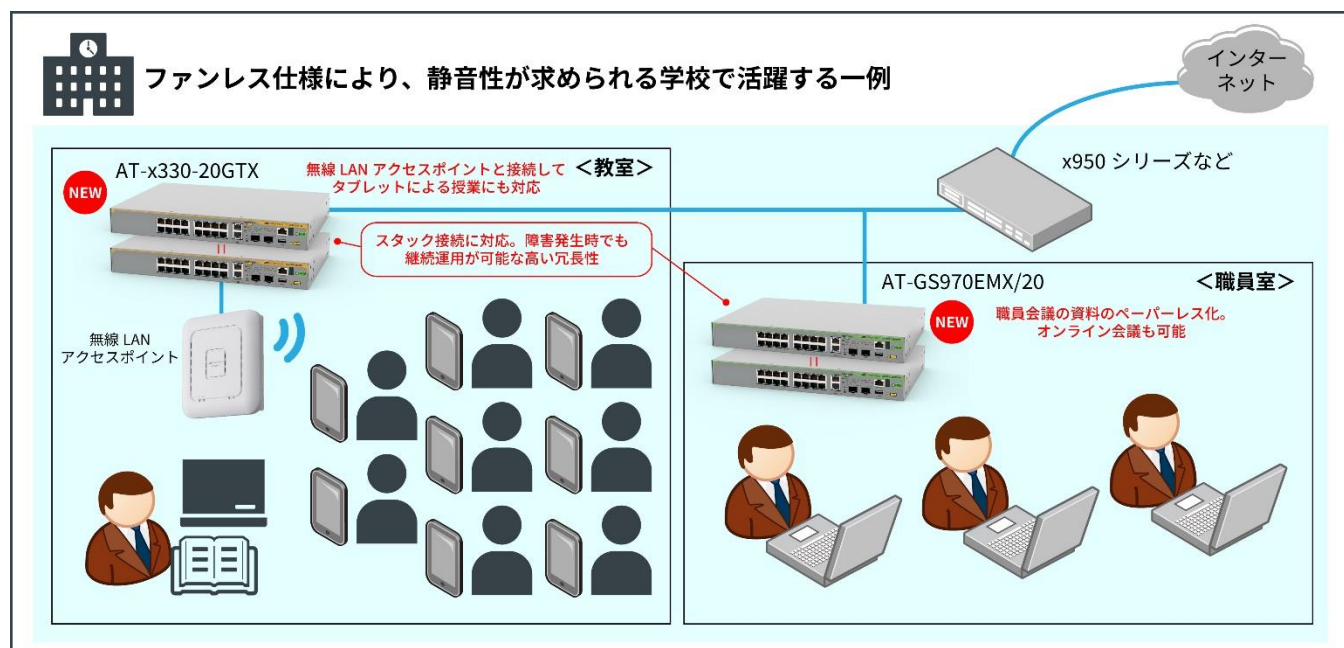 ファンレス仕様により、静音性が求められる学校で活躍する一例
インター
ネット
x950 シリーズなど
AT-x330-20GTX
NEW
無線 LAN アクセスポイントと接続して
タブレットによる授業にも対応
＜教室＞
スタック接続に対応。障害発生時でも
継続運用が可能な高い冗長性
無線 LAN
アクセスポイント
AT-GS970EMX/20
＜職員室＞
NEW
職員会議の資料のペーパーレス化。
オンライン会議も可能